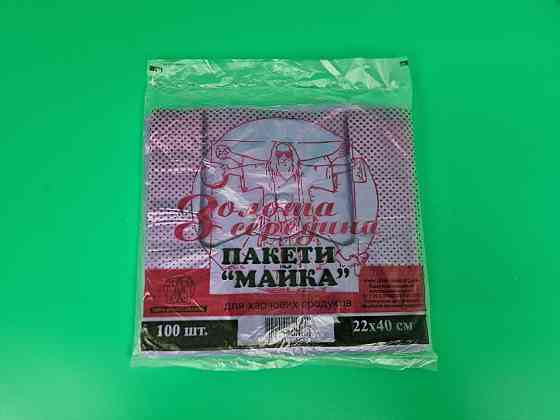 Золота
середина
ПАКЕТИ
“МАЙКА”
для харчових продуктів
100 шт.
22x40 см